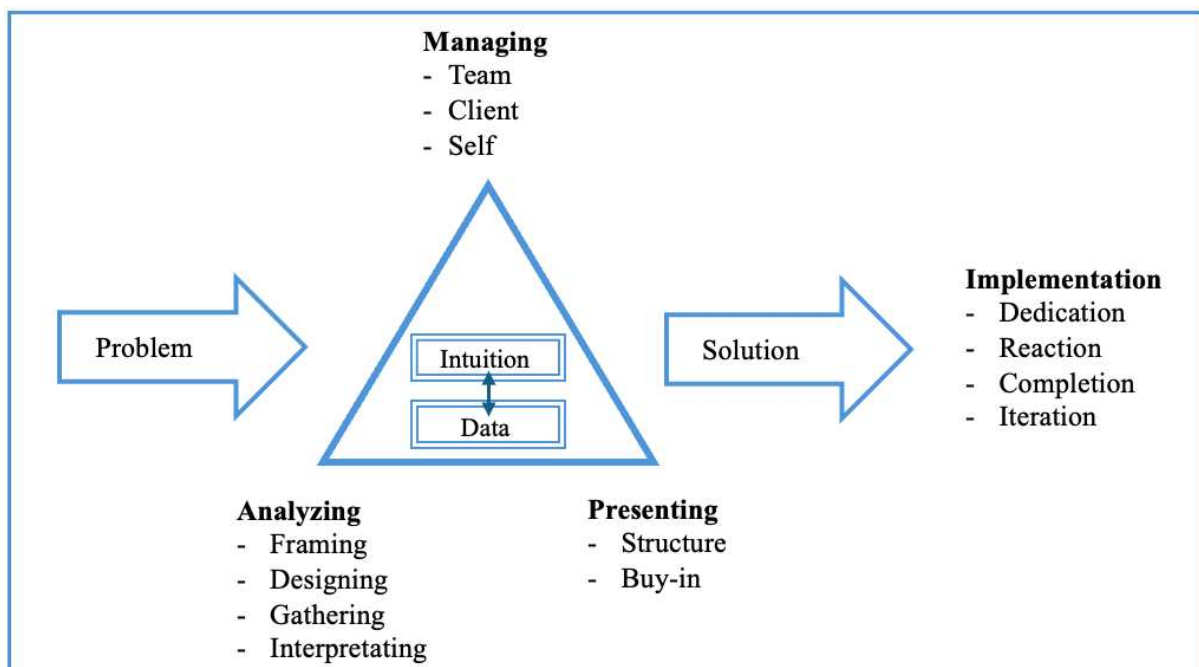 Managing
- Team
- Client
- Self
Problem
Intuition
Data
Solution
Implementation
- Dedication
- Reaction
- Completion
- Iteration
Analyzing
- Framing
- Designing
- Gathering
- Interpretating
Presenting
- Structure
- Buy-in